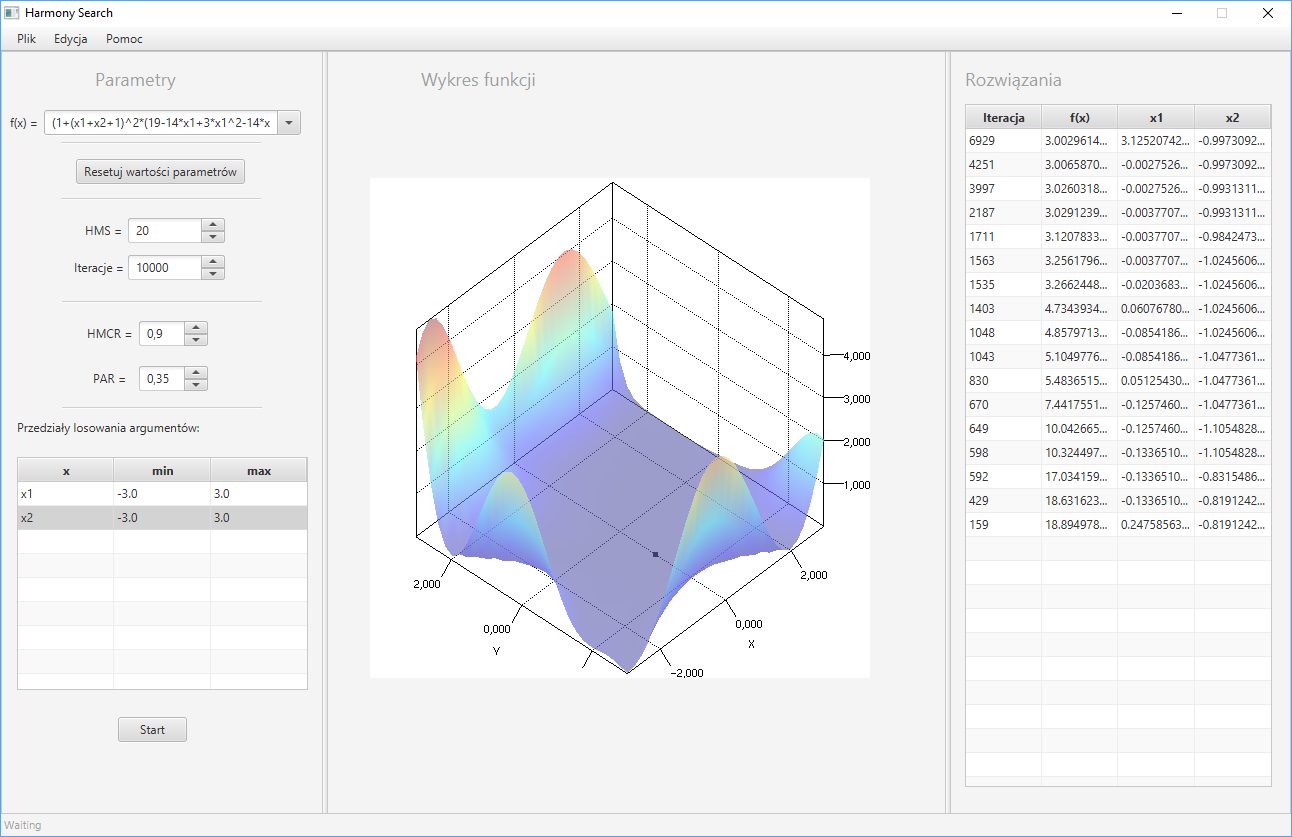 Harmony Search
Plik Edycja Pomoc
Parametry
f(x) = (1+(x1+x2+1)^2*(19-14*x1+3*x1^2-14*x
Resetuj wartości parametrów
HMS = 20
Iteracje = 10000
HMCR = 0,9
PAR = 0,35
Przedziały losowania argumentów:
x min max
x1 -3.0 3.0
x2 -3.0 3.0
Start
Wykres funkcji
4,000
3,000
2,000
1,000
2,000
0,000
Y
2,000
0,000
X
-2,000
Rozwiązania
Iteracja f(x) x1 x2
6929 3.0029614... 3.12520742... -0.9973092...
4251 3.0065870... -0.0027526... -0.9973092...
3997 3.0260318... -0.0027526... -0.9931311...
2187 3.0291239... -0.0037707... -0.9931311...
1711 3.1207833... -0.0037707... -0.9842473...
1563 3.2561796... -0.0037707... -1.0245606...
1535 3.2662448... -0.0203683... -1.0245606...
1403 4.7343934... 0.06076780... -1.0245606...
1048 4.8579713... -0.0854186... -1.0245606...
1043 5.1049776... -0.0854186... -1.0477361...
830 5.4836515... 0.05125430... -1.0477361...
670 7.4417551... -0.1257460... -1.0477361...
649 10.042665... -0.1257460... -1.1054828...
598 10.324497... -0.1336510... -1.1054828...
592 17.034159... -0.1336510... -0.8315486...
429 18.631623... -0.1336510... -0.8191242...
159 18.894978... 0.24758563... -0.8191242...
Waiting